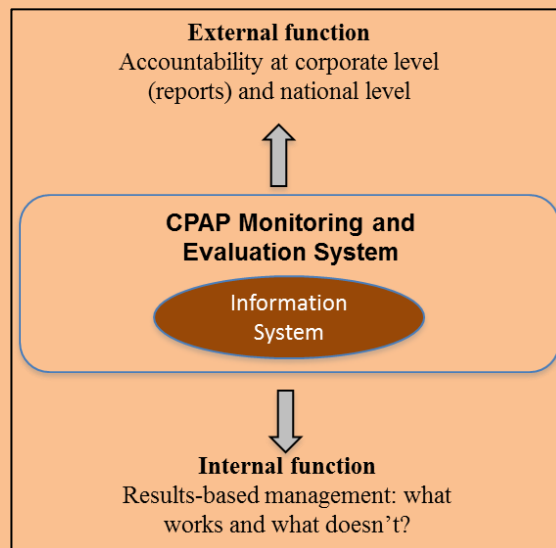 External function
Accountability at corporate level
(reports) and national level
CPAP Monitoring and
Evaluation System
Information
System
Internal function
Results-based management: what
works and what doesn’t?